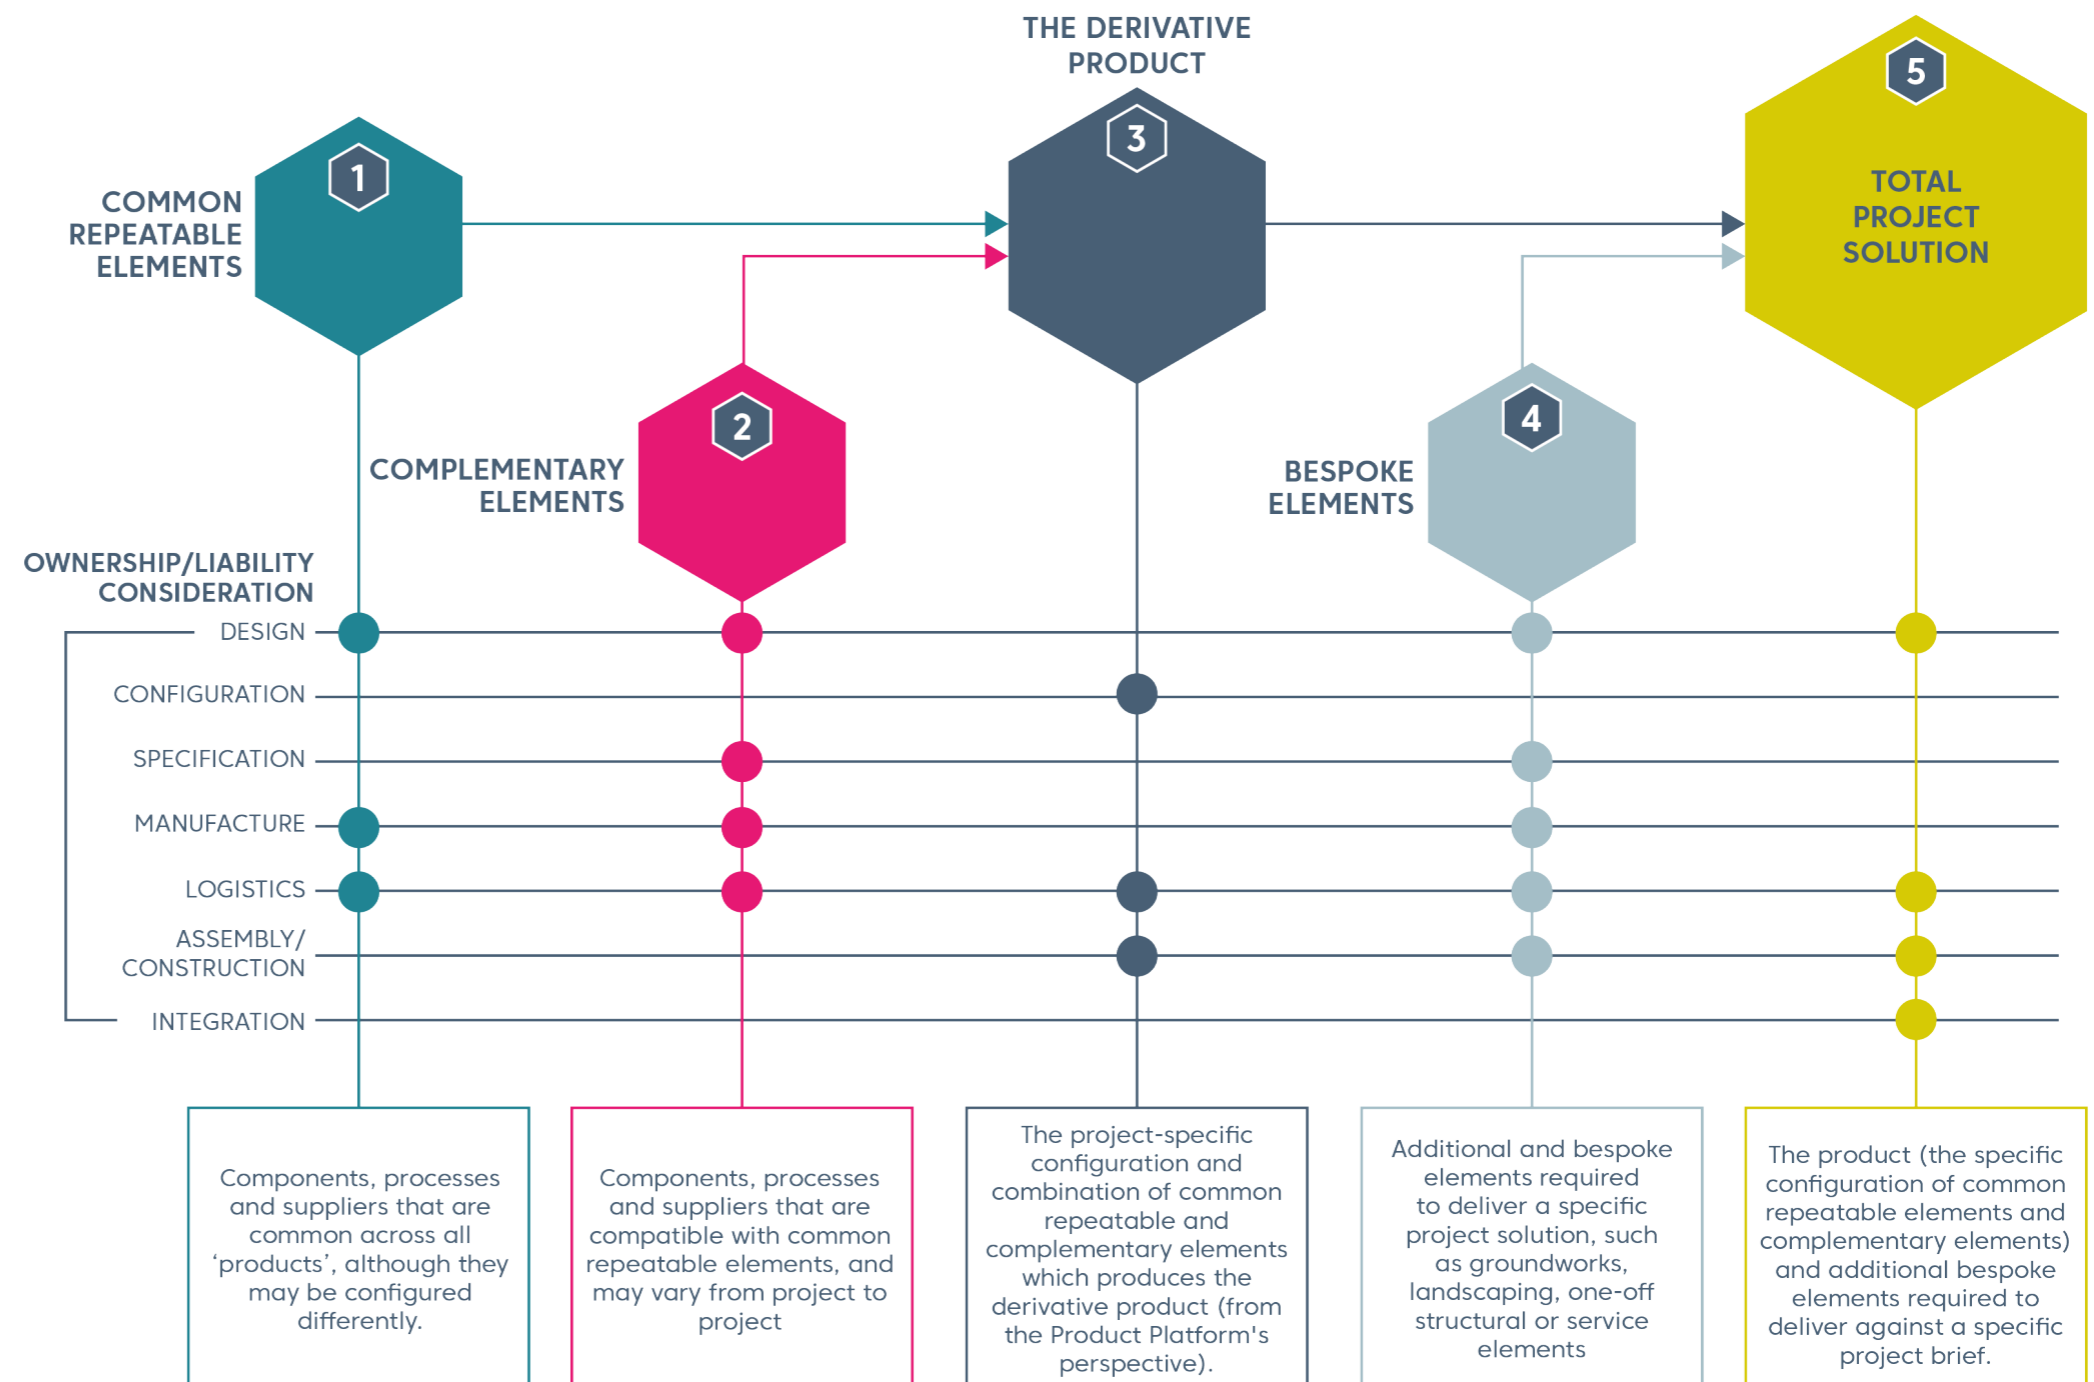 THE DERIVATIVE
PRODUCT
5
3
1
TOTAL
PROJECT
SOLUTION
COMMON
REPEATABLE
ELEMENTS
2
4
COMPLEMENTARY
ELEMENTS
BESPOKE
ELEMENTS
OWNERSHIP/LIABILITY
CONSIDERATION
DESIGN
CONFIGURATION
SPECIFICATION
MANUFACTURE
LOGISTICS
ASSEMBLY/
CONSTRUCTION
INTEGRATION
Components, processes
and suppliers that are
common across all
‘products’, although they
may be configured
differently.
Components, processes
and suppliers that are
compatible with common
repeatable elements, and
may vary from project to
project
The project-specific
configuration and
combination of common
repeatable and
complementary elements
which produces the
derivative product (from
the Product Platform's
perspective).
Additional and bespoke
elements required
to deliver a specific
project solution, such
as groundworks,
landscaping, one-off
structural or service
elements
The product (the specific
configuration of common
repeatable elements and
complementary elements)
and additional bespoke
elements required to
deliver against a specific
project brief.